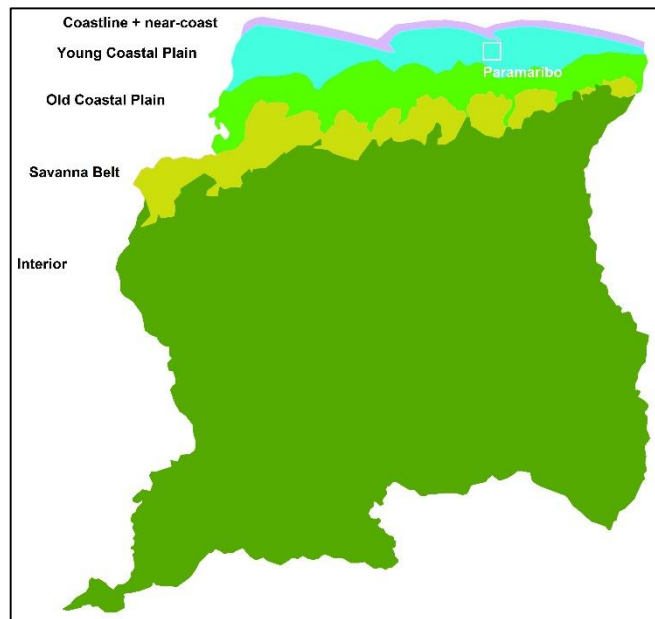 Coastline + near-coast
Young Coastal Plain
Paramaribo
Old Coastal Plain
Savanna Belt
Interior